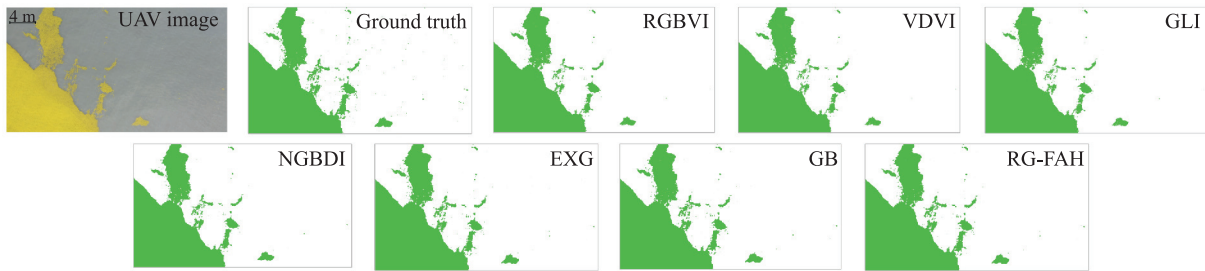 4 m
UAV image
Ground truth
RGBVI
VDVI
GLI
NGBDI
EXG
GB
RG-FAH